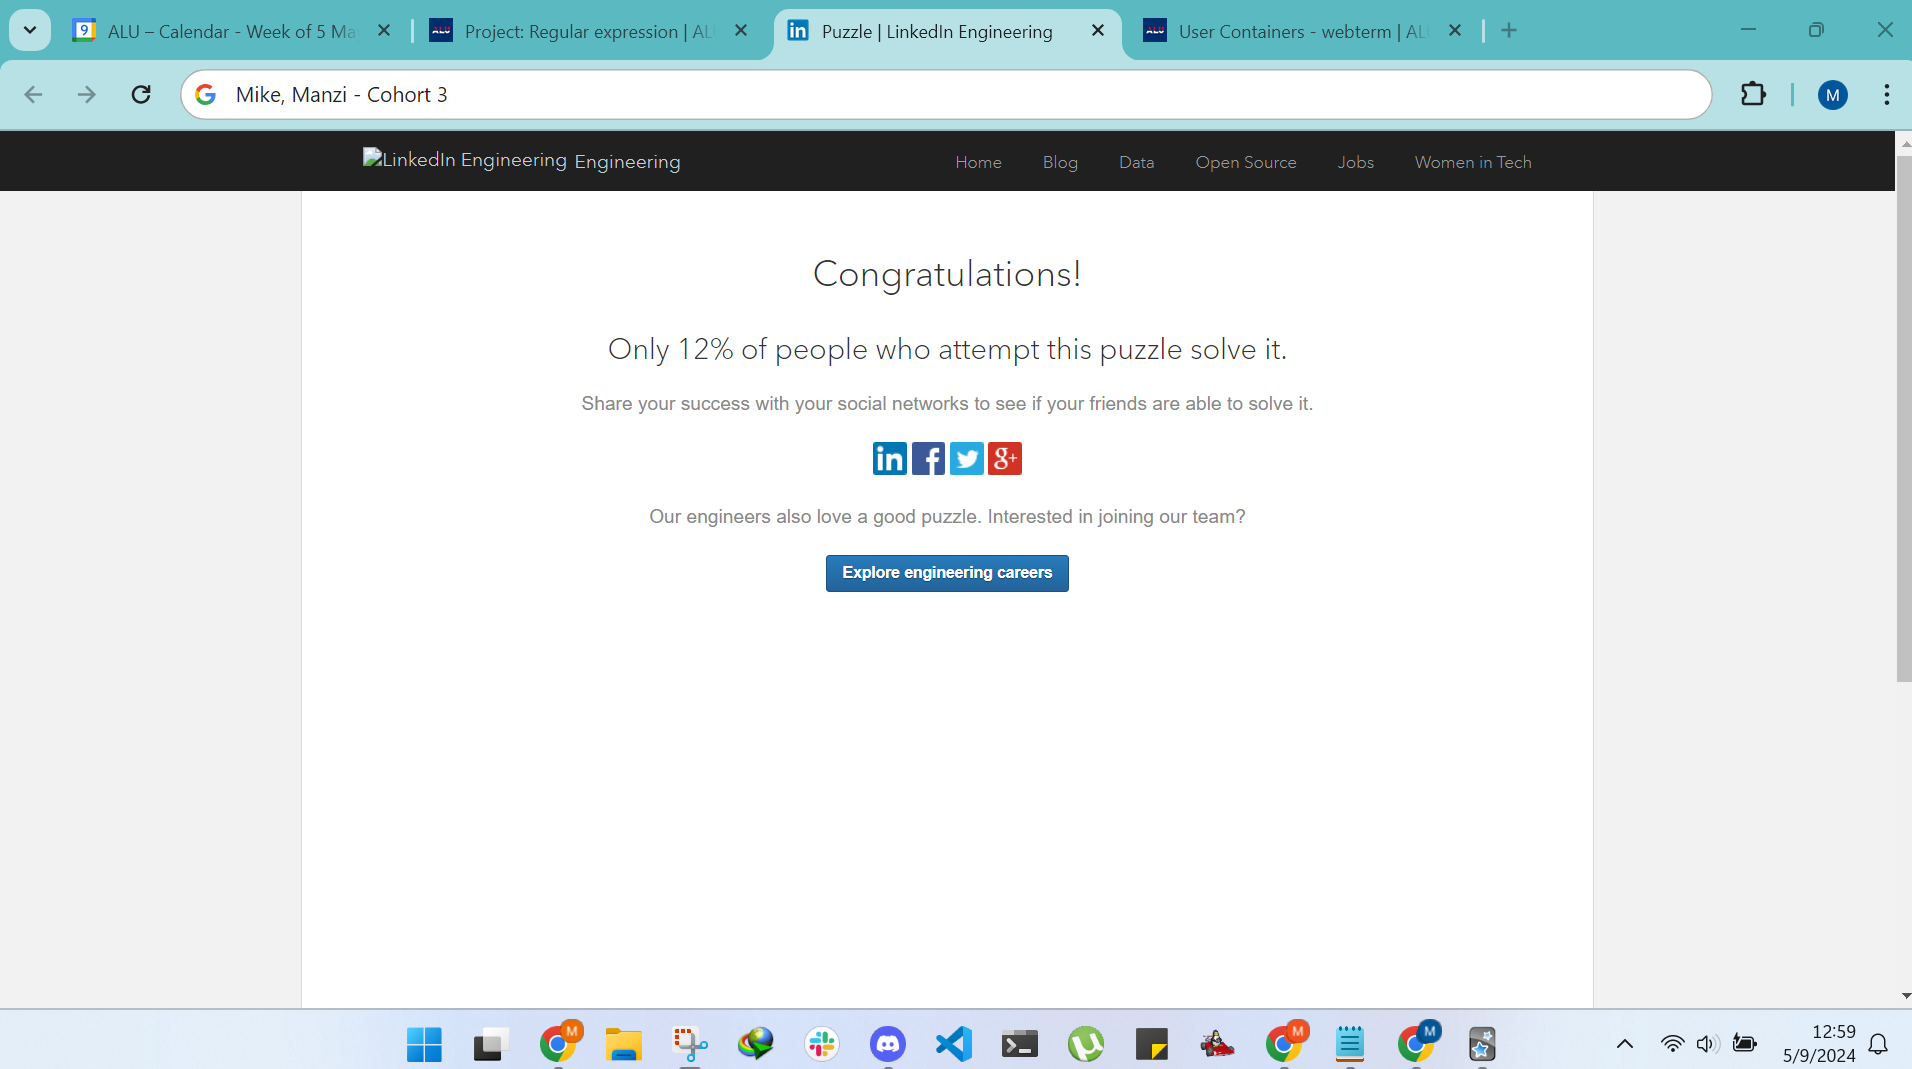 ALU – Calendar - Week of 5 Ma
Project: Regular expression | AL
Puzzle | LinkedIn Engineering
User Containers - webterm | AL
Mike, Manzi - Cohort 3
M
LinkedIn Engineering Engineering
Home Blog Data Open Source Jobs Women in Tech
Congratulations!
Only 12% of people who attempt this puzzle solve it.
Share your success with your social networks to see if your friends are able to solve it.
in f g+
Our engineers also love a good puzzle. Interested in joining our team?
Explore engineering careers
M M M
12:59
5/9/2024